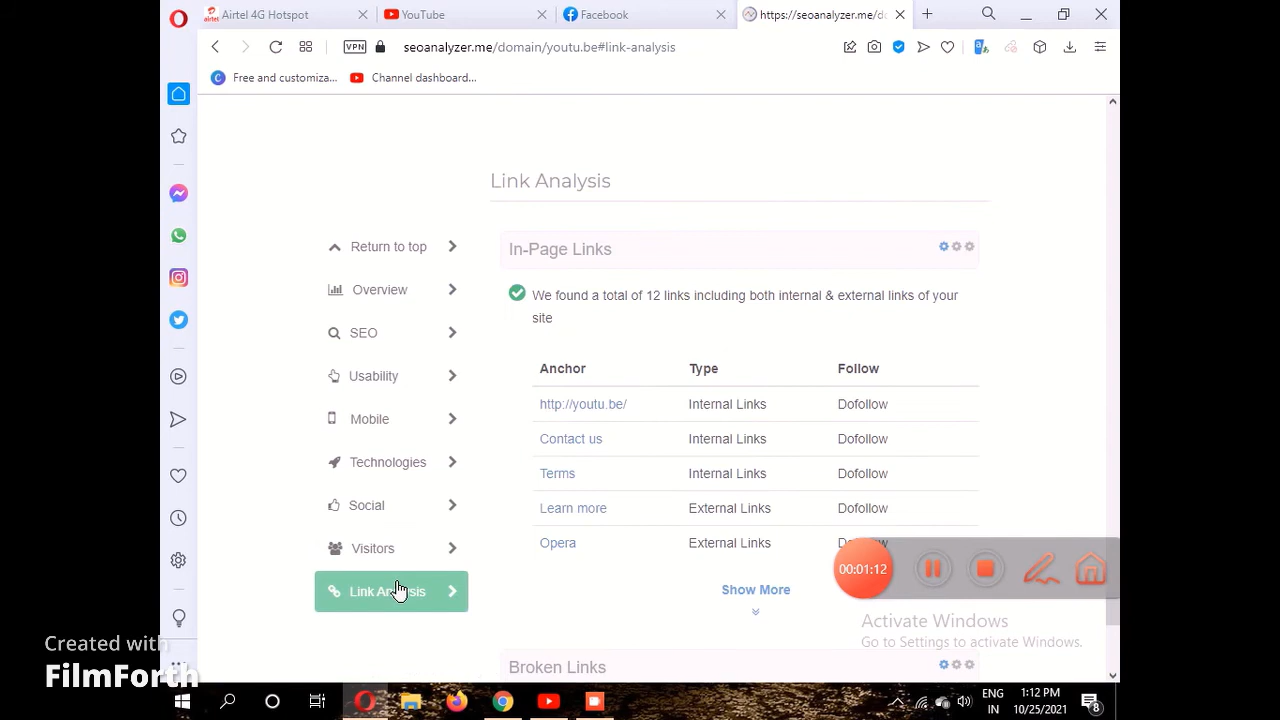 airtel Airtel 4G Hotspot
YouTube
Facebook
https://seoanalyzer.me/do
VPN
seoanalyzer.me/domain/youtu.be#link-analysis
Free and customiza...
Channel dashboard...
Link Analysis
Return to top
Overview
SEO
Usability
Mobile
Technologies
Social
Visitors
Link Analysis
In-Page Links
We found a total of 12 links including both internal & external links of your
site
Anchor Type Follow
http://youtu.be/ Internal Links Dofollow
Contact us Internal Links Dofollow
Terms Internal Links Dofollow
Learn more External Links Dofollow
Opera External Links Dofollow
Show More
Broken Links
00:01:12
Activate Windows
Go to Settings to activate Windows.
Created with
FilmForth
ENG
IN
1:12 PM
10/25/2021
8